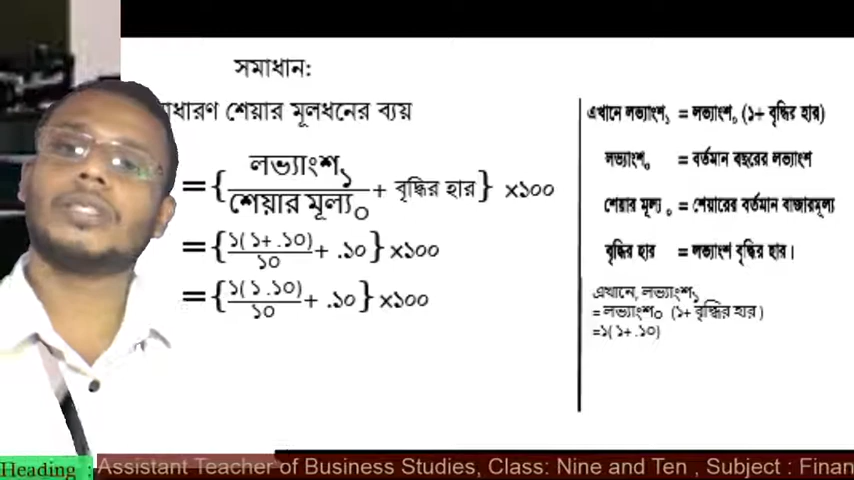 সমাধান:
সাধারণ শেয়ার মূলধনের ব্যয়
= { লভ্যাংশ১ / শেয়ার মূল্য০ + বৃদ্ধির হার } ×১০০
= { ১( ১+ .১০) / ১০ + .১০ } ×১০০
= { ১( ১ .১০) / ১০ + .১০ } ×১০০
এখানে লভ্যাংশ১ = লভ্যাংশ০ (১+ বৃদ্ধির হার)
লভ্যাংশ০ = বর্তমান বছরের লভ্যাংশ
শেয়ার মূল্য ০ = শেয়ারের বর্তমান বাজারমূল্য
বৃদ্ধির হার = লভ্যাংশ বৃদ্ধির হার।
এখানে, লভ্যাংশ১
= লভ্যাংশ০ (১+ বৃদ্ধির হার )
=১( ১+ .১০)
Heading : Assistant Teacher of Business Studies, Class: Nine and Ten , Subject : Finan